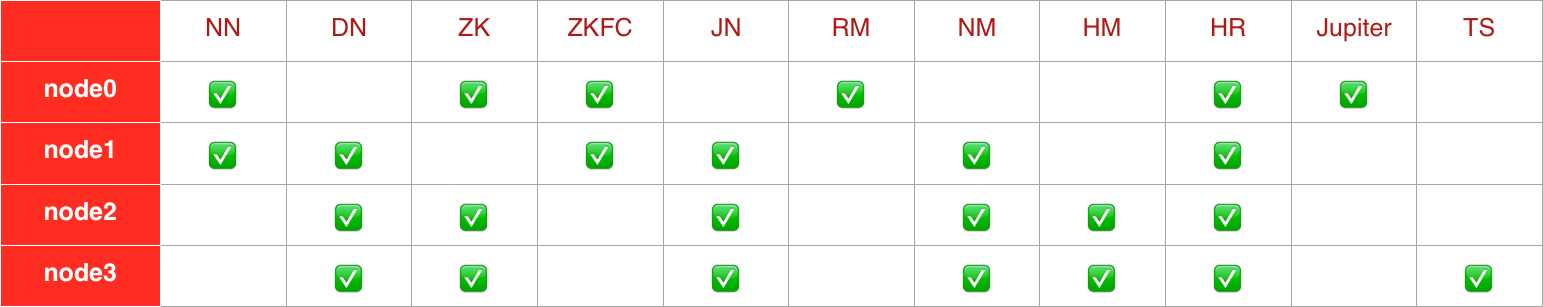 NN DN ZK ZKFC JN RM NM HM HR Jupiter TS
node0 ✅ ✅ ✅ ✅ ✅ ✅
node1 ✅ ✅ ✅ ✅ ✅ ✅
node2 ✅ ✅ ✅ ✅ ✅ ✅
node3 ✅ ✅ ✅ ✅ ✅ ✅ ✅